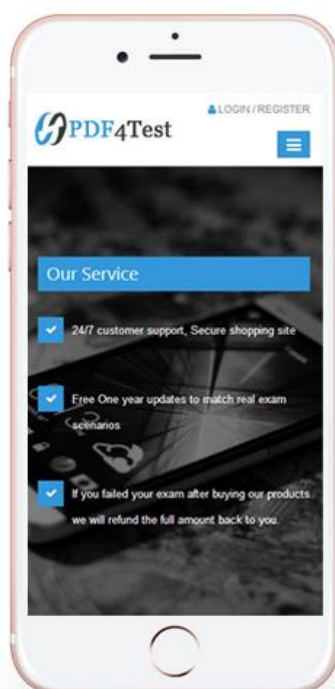 LOGIN / REGISTER
PDF4Test
Our Service
24/7 customer support, Secure shopping site
Free One year updates to match real exam
scenarios
If you failed your exam after buying our products
we will refund the full amount back to you.